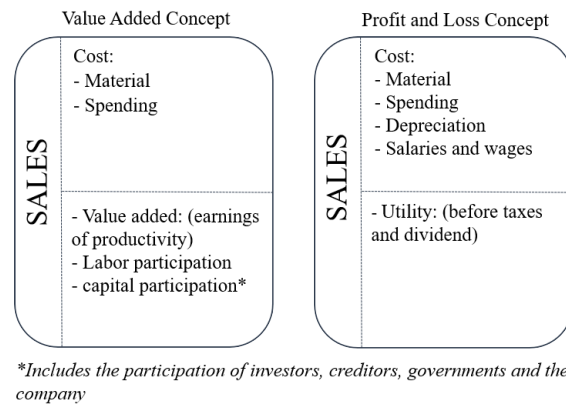 Value Added Concept
SALES
Cost:
- Material
- Spending
- Value added: (earnings
of productivity)
- Labor participation
- capital participation*
Profit and Loss Concept
SALES
Cost:
- Material
- Spending
- Depreciation
- Salaries and wages
- Utility: (before taxes
and dividend)
*Includes the participation of investors, creditors, governments and the
company